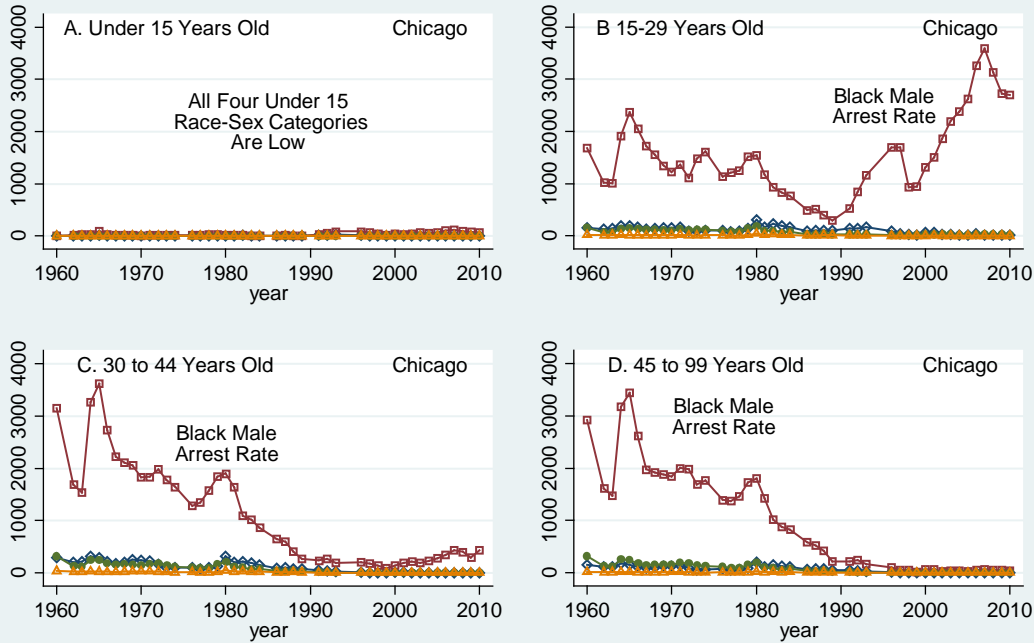 A. Under 15 Years Old Chicago
All Four Under 15
Race-Sex Categories
Are Low
0 1000 2000 3000 4000
1960 1970 1980 1990 2000 2010
year
B 15-29 Years Old Chicago
Black Male
Arrest Rate
0 1000 2000 3000 4000
1960 1970 1980 1990 2000 2010
year
C. 30 to 44 Years Old Chicago
Black Male
Arrest Rate
0 1000 2000 3000 4000
1960 1970 1980 1990 2000 2010
year
D. 45 to 99 Years Old Chicago
Black Male
Arrest Rate
0 1000 2000 3000 4000
1960 1970 1980 1990 2000 2010
year